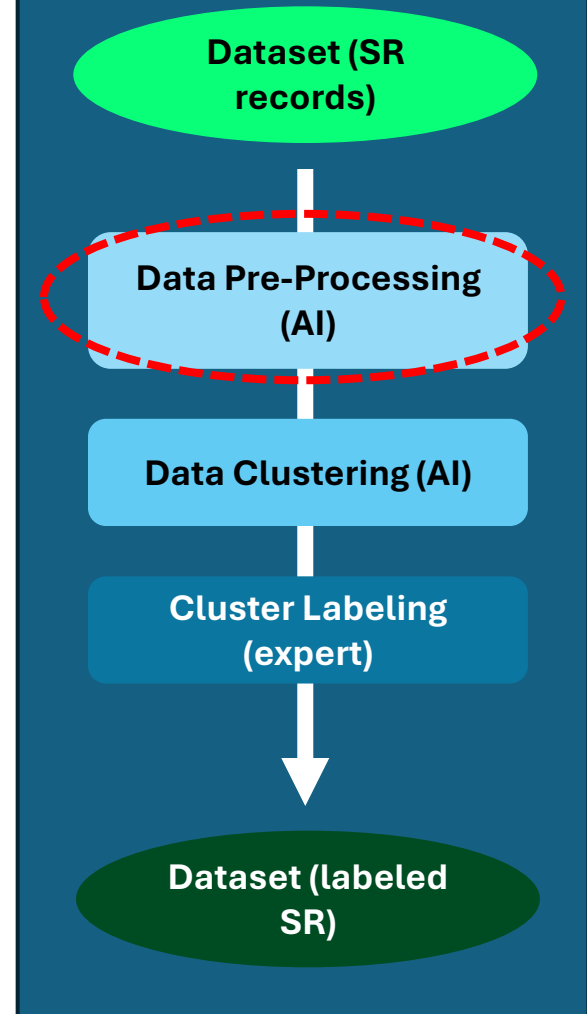 Dataset (SR
records)
Data Pre-Processing
(AI)
Data Clustering (AI)
Cluster Labeling
(expert)
Dataset (labeled
SR)